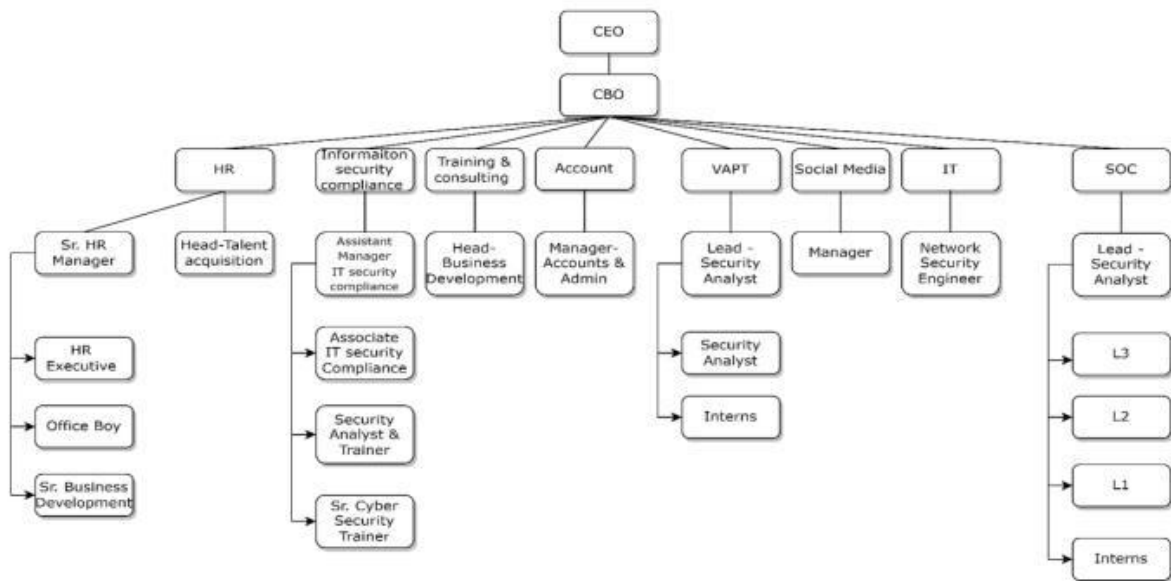 CEO
CBO
HR
Informaiton
security
compliance
Training &
consulting
Account
VAPT
Social Media
IT
SOC
Sr. HR
Manager
Head-Talent
acquisition
Assistant
Manager
IT security
compliance
Head-
Business
Development
Manager-
Accounts &
Admin
Lead -
Security
Analyst
Manager
Network
Security
Engineer
Lead -
Security
Analyst
HR
Executive
Associate
IT security
Compliance
Security
Analyst
L3
Office Boy
Security
Analyst &
Trainer
Interns
L2
Sr. Business
Development
Sr. Cyber
Security
Trainer
L1
Interns